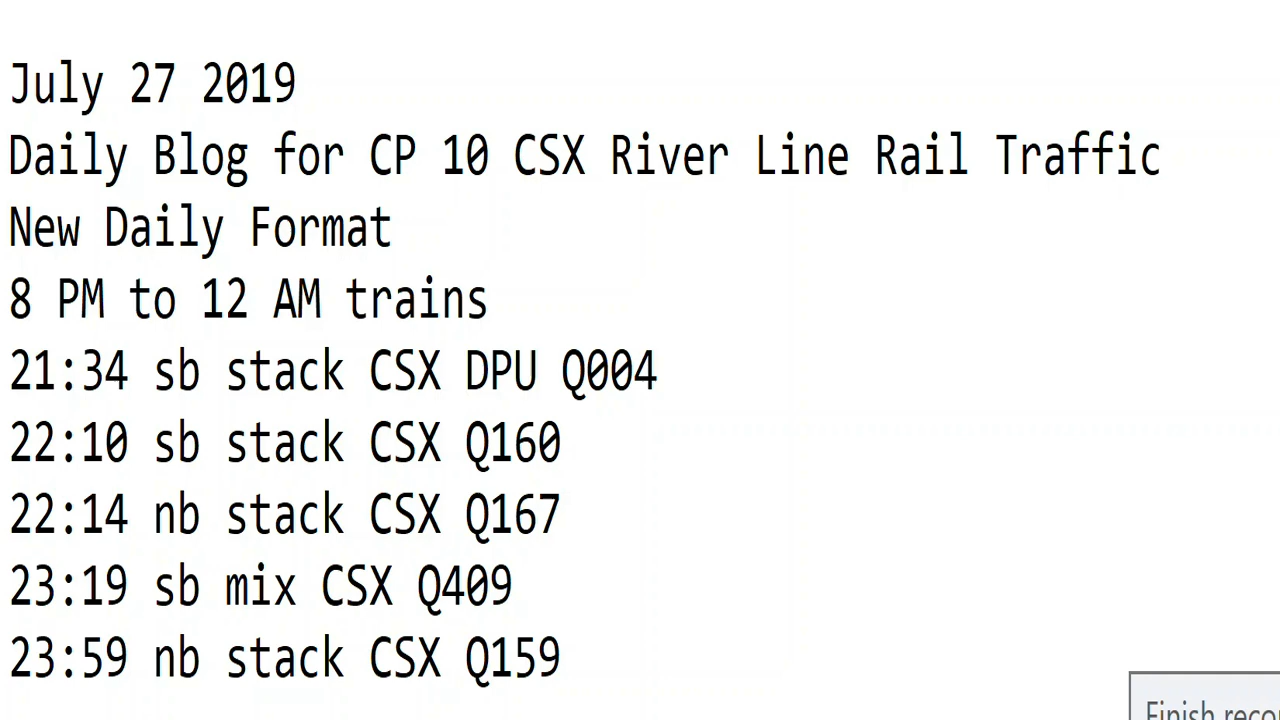 July 27 2019
Daily Blog for CP 10 CSX River Line Rail Traffic
New Daily Format
8 PM to 12 AM trains
21:34 sb stack CSX DPU Q004
22:10 sb stack CSX Q160
22:14 nb stack CSX Q167
23:19 sb mix CSX Q409
23:59 nb stack CSX Q159
Finish